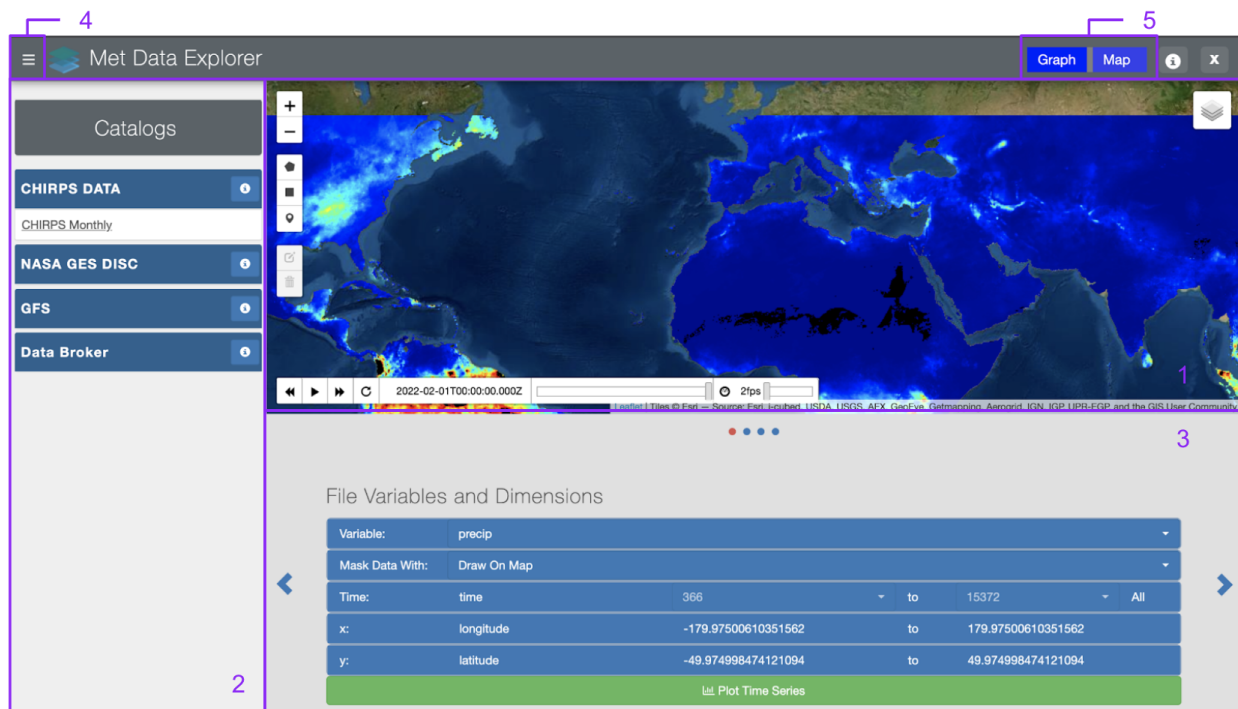 4
5
Met Data Explorer
Graph Map
i X
Catalogs
CHIRPS DATA i
CHIRPS Monthly
NASA GES DISC i
GFS i
Data Broker i
+
−
2022-02-01T00:00:00.000Z 2fps
1
Leaflet | Tiles © Esri — Source: Esri, i-cubed, USDA, USGS, AEX, GeoEye, Getmapping, Aerogrid, IGN, IGP, UPR-EGP, and the GIS User Community
3
File Variables and Dimensions
Variable: precip
Mask Data With: Draw On Map
Time: time 366 to 15372 All
x: longitude -179.97500610351562 to 179.97500610351562
y: latitude -49.974998474121094 to 49.974998474121094
Plot Time Series
2